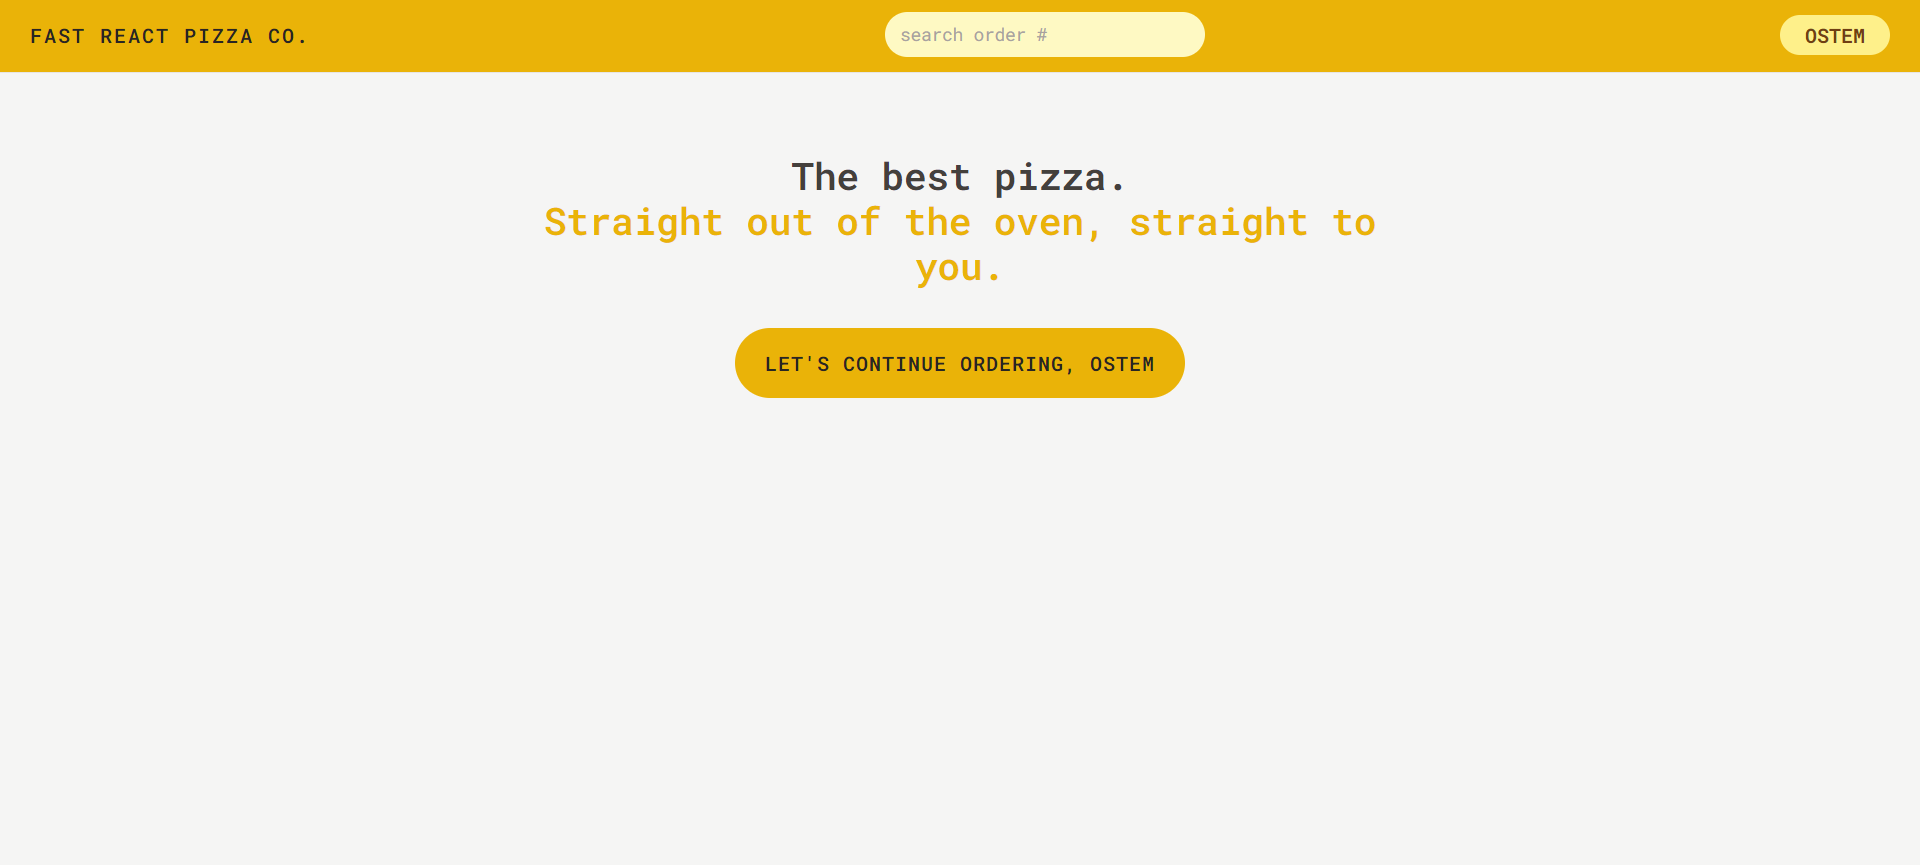 FAST REACT PIZZA CO.
search order #
OSTEM
The best pizza.
Straight out of the oven, straight to
you.
LET'S CONTINUE ORDERING, OSTEM